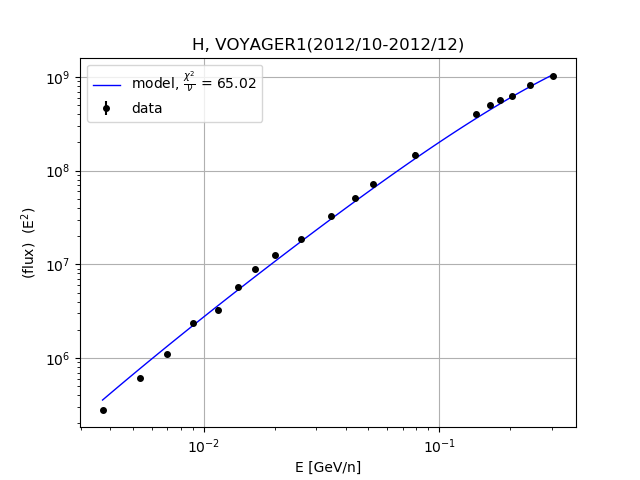 H, VOYAGER1(2012/10-2012/12)
model, χ²/ν = 65.02
data
(flux) (E²)
10⁹
10⁸
10⁷
10⁶
10⁻²
10⁻¹
E [GeV/n]